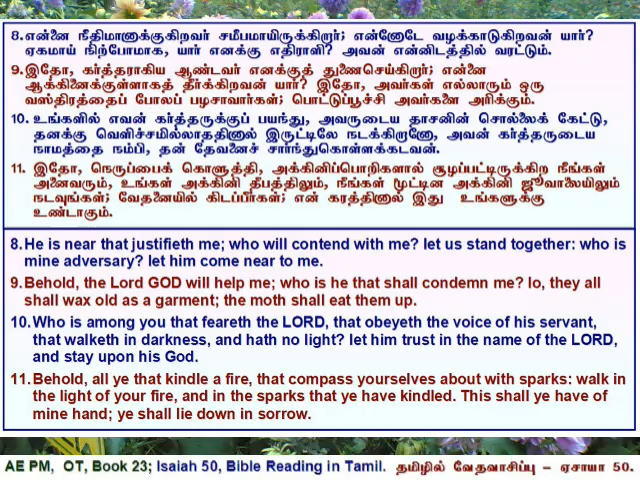 8.என்னை நீதிமானாக்குகிறவர் சமீபமாயிருக்கிறார்; என்னோடே வழக்காடுகிறவன் யார்?
ஏகமாய் நிற்போமாக, யார் எனக்கு எதிராளி? அவன் என்னிடத்தில் வரட்டும்.
9.இதோ, கர்த்தராகிய ஆண்டவர் எனக்குத் துணைசெய்கிறார்; என்னை
ஆக்கினைக்குள்ளாகத் தீர்க்கிறவன் யார்? இதோ, அவர்கள் எல்லாரும் ஒரு
வஸ்திரத்தைப் போலப் பழசாவார்கள்; பொட்டுப்பூச்சி அவர்களை அரிக்கும்.
10. உங்களில் எவன் கர்த்தருக்குப் பயந்து, அவருடைய தாசனின் சொல்லைக் கேட்டு,
தனக்கு வெளிச்சமில்லாததினால் இருட்டிலே நடக்கிறானோ, அவன் கர்த்தருடைய
நாமத்தை நம்பி, தன் தேவனைச் சார்ந்துகொள்ளக்கடவன்.
11. இதோ, நெருப்பைக் கொளுத்தி, அக்கினிப்பொறிகளால் சூழப்பட்டிருக்கிற நீங்கள்
அனைவரும், உங்கள் அக்கினி தீபத்திலும், நீங்கள் மூட்டின அக்கினி ஜுவாலையிலும்
நடவுங்கள்; வேதனையில் கிடப்பீர்கள்; என் கரத்தினால் இது உங்களுக்கு
உண்டாகும்.
8.He is near that justifieth me; who will contend with me? let us stand together: who is
mine adversary? let him come near to me.
9.Behold, the Lord GOD will help me; who is he that shall condemn me? lo, they all
shall wax old as a garment; the moth shall eat them up.
10.Who is among you that feareth the LORD, that obeyeth the voice of his servant,
that walketh in darkness, and hath no light? let him trust in the name of the LORD,
and stay upon his God.
11.Behold, all ye that kindle a fire, that compass yourselves about with sparks: walk in
the light of your fire, and in the sparks that ye have kindled. This shall ye have of
mine hand; ye shall lie down in sorrow.
AE PM, OT, Book 23; Isaiah 50, Bible Reading in Tamil. தமிழில் வேதவாசிப்பு – ஏசாயா 50.